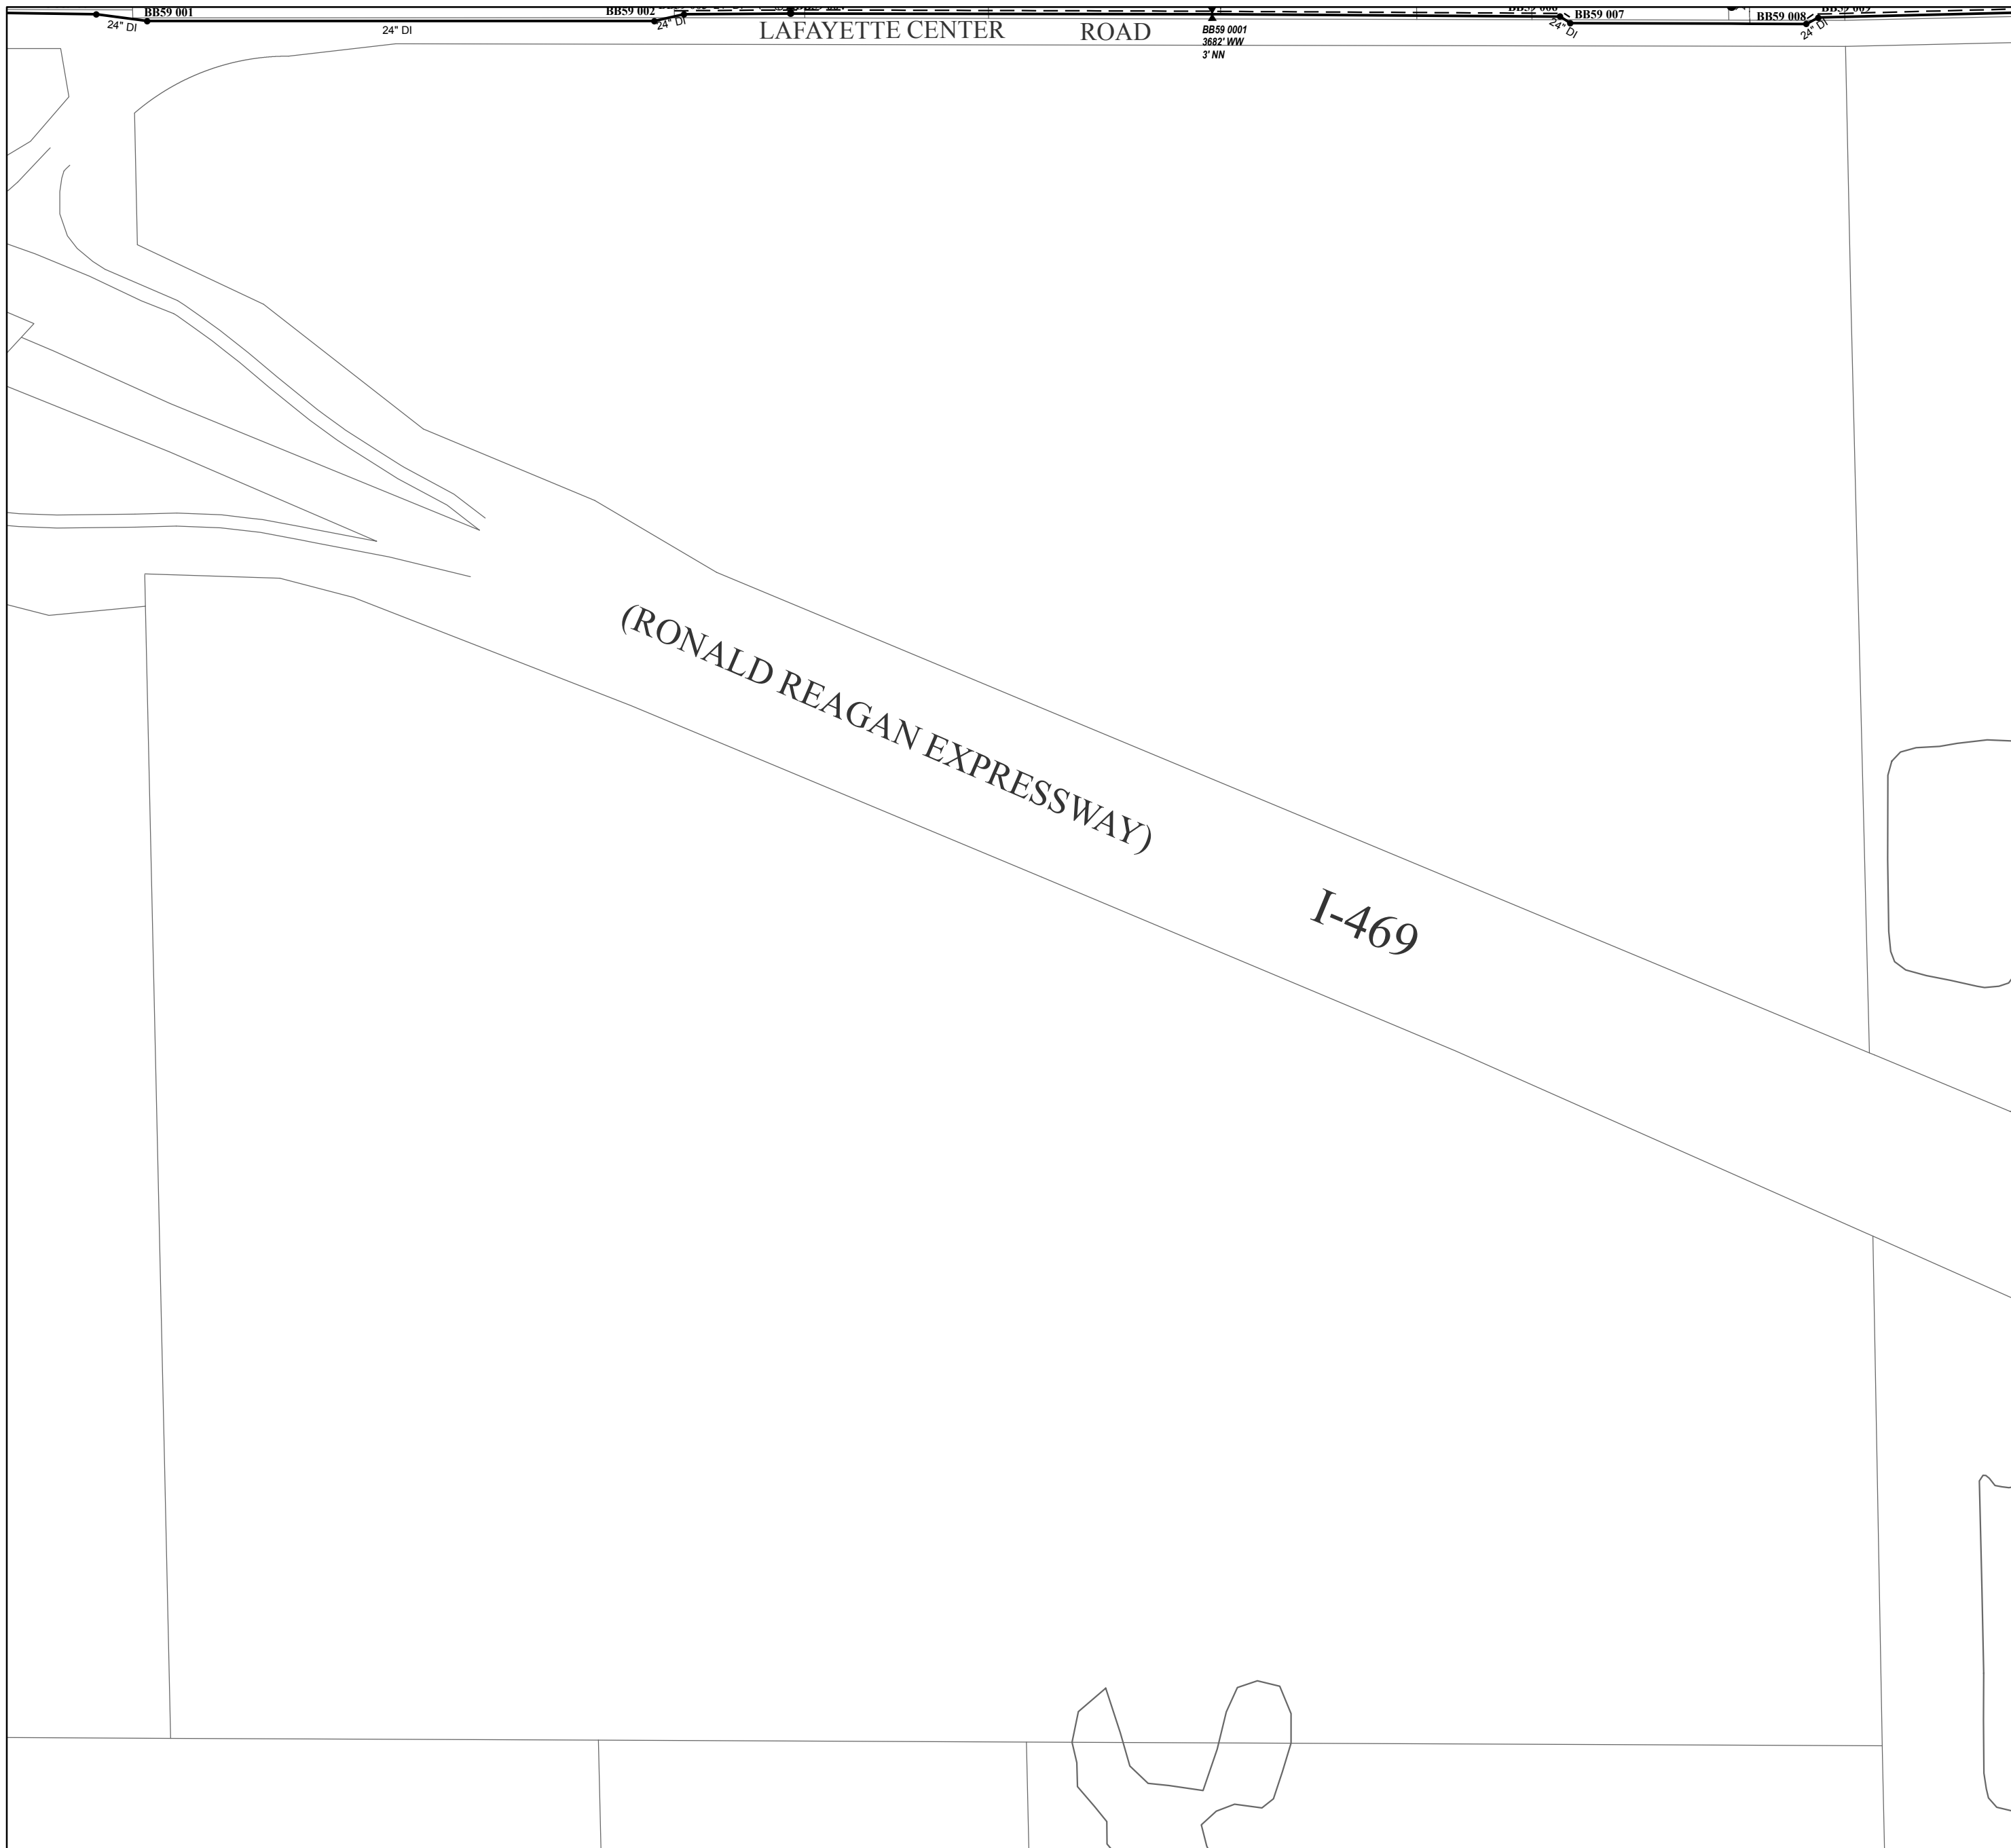 BB59 001
BB59 002
BB59 007
BB59 008
24" DI
24" DI
24" DI
LAFAYETTE CENTER ROAD
BB59 0001
3682' WW
3' NN
24" DI
24" DI
(RONALD REAGAN EXPRESSWAY)
I-469